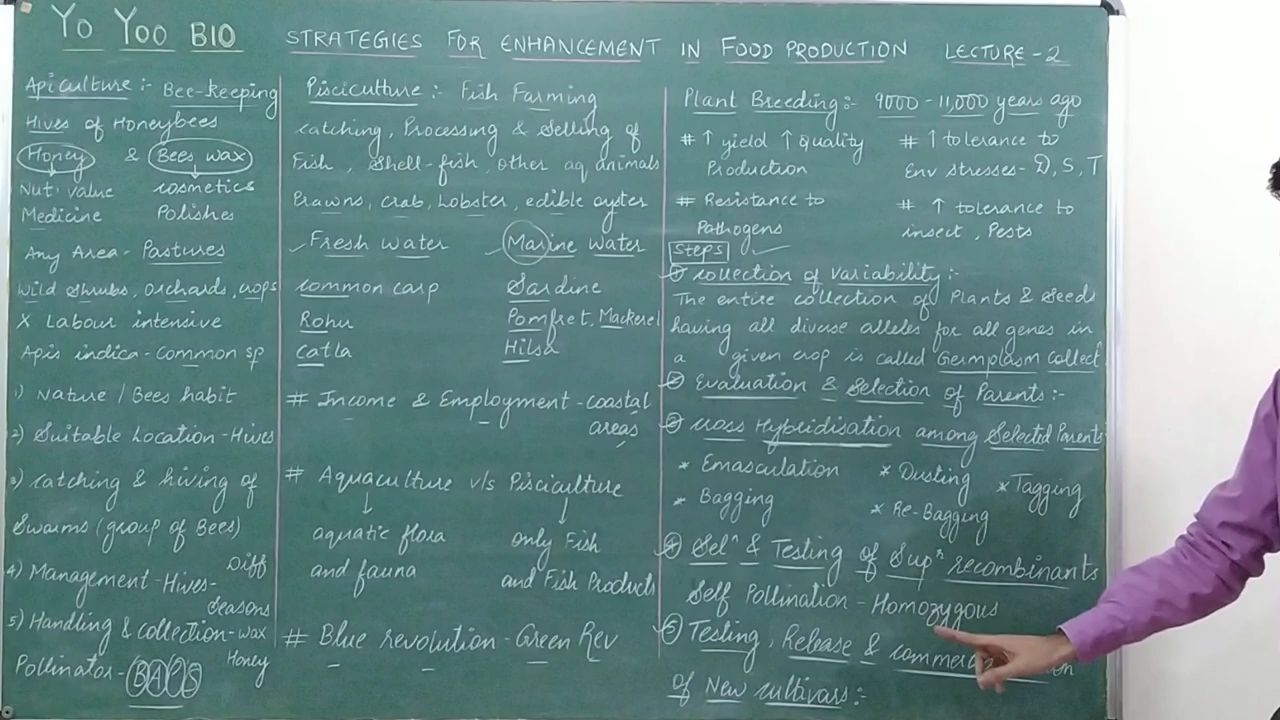 YO YOO BIO STRATEGIES FOR ENHANCEMENT IN FOOD PRODUCTION LECTURE-2
Apiculture :- Bee-keeping
Hives of Honeybees
Honey & Bees wax
Nut. value cosmetics
Medicine Polishes
Any Area- Pastures
Wild shrubs, orchards, crops
X Labour intensive
Apis indica - Common sp
1) Nature / Bees habit
2) Suitable Location - Hives
3) catching & hiving of
Swarms (group of Bees)
4) Management - Hives - Diff
Seasons
5) Handling & collection - wax
Honey
Pollinator - BAPS
Pisciculture :- Fish Farming
catching, Processing & Selling of
Fish, Shell-fish, other aq animals
Prawns, crab, Lobster, edible oyster
Fresh water Marine water
common carp Sardine
Rohu Pomfret, Mackerel
Catla Hilsa
# Income & Employment - coastal
areas
# Aquaculture v/s Pisciculture
↓ ↓
aquatic flora only Fish
and fauna and Fish Products
# Blue revolution - Green Rev
Plant Breeding :- 9000 - 11,000 years ago
# ↑ yield ↑ quality # ↑ tolerance to
Production Env stresses - D, S, T
# Resistance to # ↑ tolerance to
Pathogens insect, Pests
Steps
① collection of variability :-
The entire collection of Plants & Seeds
having all diverse alleles for all genes in
a given crop is called Germplasm collect
② Evaluation & Selection of Parents :-
③ cross Hybridisation among Selected Parents
* Emasculation * Dusting * Tagging
* Bagging * Re-Bagging
④ Selⁿ & Testing of Supʳ recombinants
Self Pollination - Homozygous
⑤ Testing, Release &
of New cultivars :-